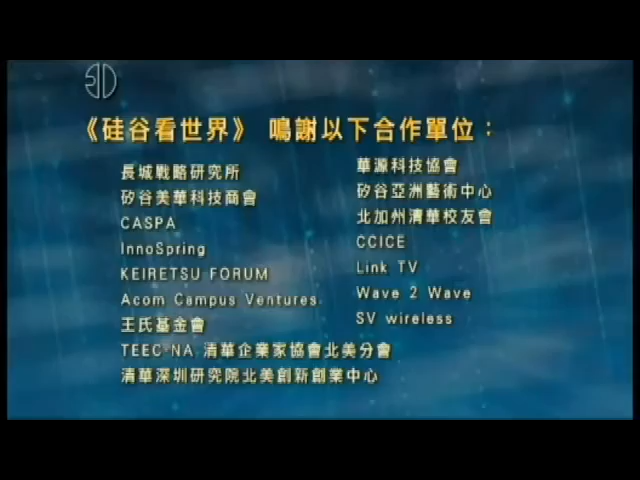 《硅谷看世界》 鳴謝以下合作單位：
長城戰略研究所
矽谷美華科技商會
CASPA
InnoSpring
KEIRETSU FORUM
Acom Campus Ventures
王氏基金會
TEEC-NA 清華企業家協會北美分會
清華深圳研究院北美創新創業中心
華源科技協會
矽谷亞洲藝術中心
北加州清華校友會
CCICE
Link TV
Wave 2 Wave
SV wireless